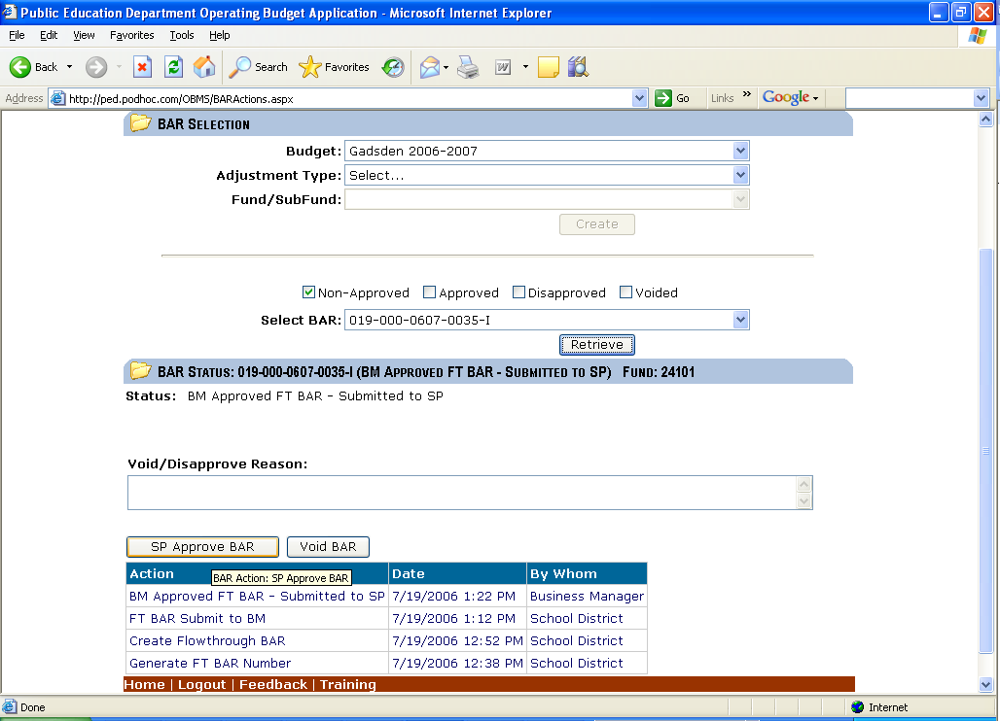 Public Education Department Operating Budget Application - Microsoft Internet Explorer
File Edit View Favorites Tools Help
Back Search Favorites W
Address http://ped.podhoc.com/OBMS/BARActions.aspx Go Links » Google
BAR SELECTION
Budget: Gadsden 2006-2007
Adjustment Type: Select...
Fund/SubFund:
Create
Non-Approved Approved Disapproved Voided
Select BAR: 019-000-0607-0035-I
Retrieve
BAR STATUS: 019-000-0607-0035-I (BM APPROVED FT BAR - SUBMITTED TO SP) FUND: 24101
Status: BM Approved FT BAR - Submitted to SP
Void/Disapprove Reason:
SP Approve BAR Void BAR
Action Date By Whom
BAR Action: SP Approve BAR
BM Approved FT BAR - Submitted to SP 7/19/2006 1:22 PM Business Manager
FT BAR Submit to BM 7/19/2006 1:12 PM School District
Create Flowthrough BAR 7/19/2006 12:52 PM School District
Generate FT BAR Number 7/19/2006 12:38 PM School District
Home | Logout | Feedback | Training
Done Internet